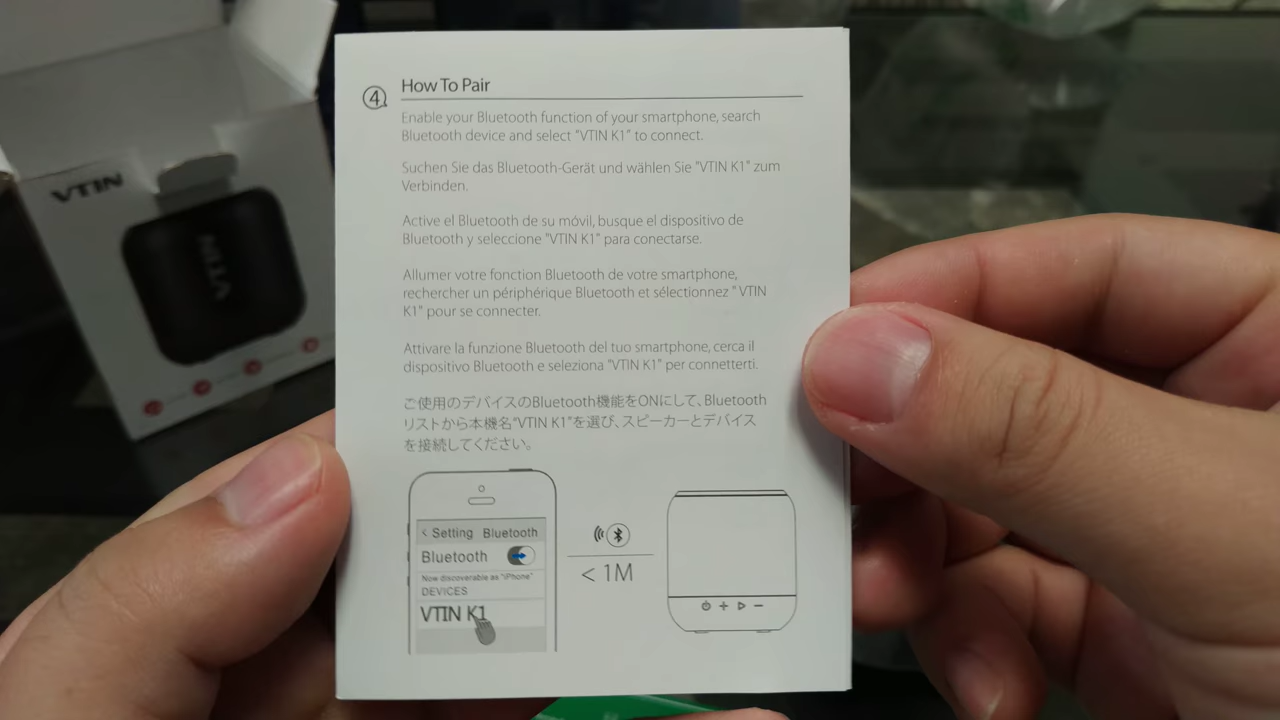 VTIN
VTIN
4
How To Pair
Enable your Bluetooth function of your smartphone, search
Bluetooth device and select "VTIN K1" to connect.
Suchen Sie das Bluetooth-Gerät und wählen Sie "VTIN K1" zum
Verbinden.
Active el Bluetooth de su móvil, busque el dispositivo de
Bluetooth y seleccione "VTIN K1" para conectarse.
Allumer votre fonction Bluetooth de votre smartphone,
rechercher un périphérique Bluetooth et sélectionnez " VTIN
K1" pour se connecter.
Attivare la funzione Bluetooth del tuo smartphone, cerca il
dispositivo Bluetooth e seleziona "VTIN K1" per connetterti.
ご使用のデバイスのBluetooth機能をONにして、Bluetooth
リストから本機名"VTIN K1"を選び、スピーカーとデバイス
を接続してください。
< Setting Bluetooth
Bluetooth
Now discoverable as "iPhone"
DEVICES
VTIN K1
< 1M